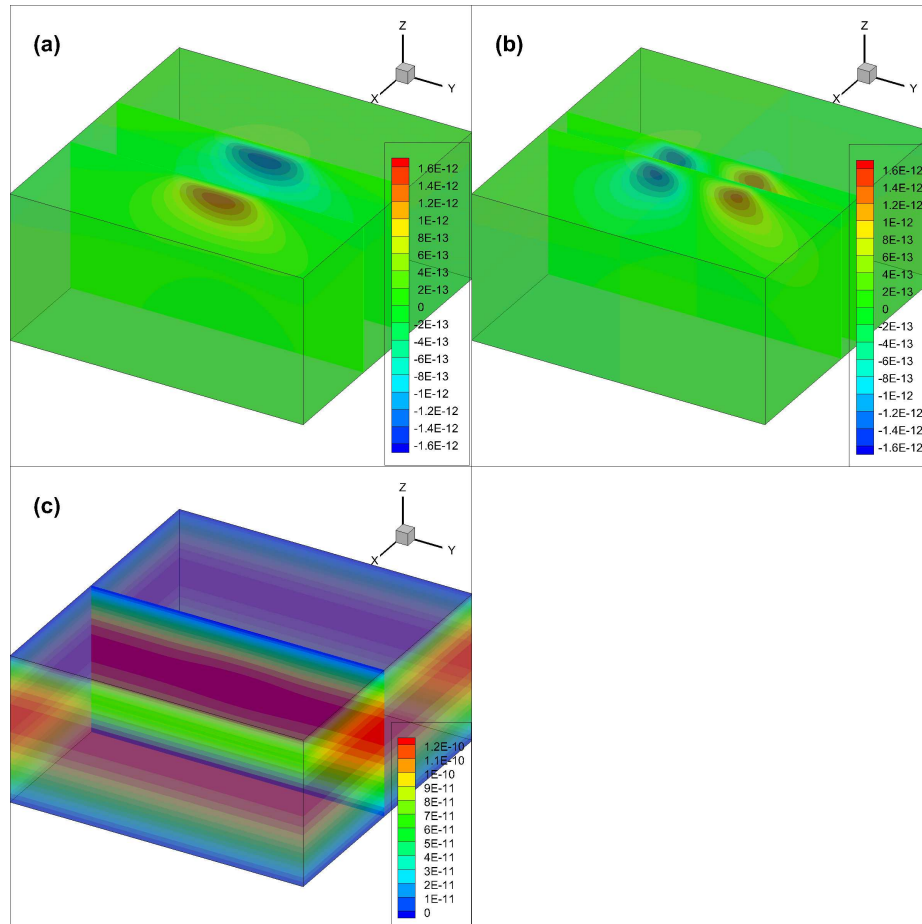 (a)
Z
X
Y
1.6E-12
1.4E-12
1.2E-12
1E-12
8E-13
6E-13
4E-13
2E-13
0
-2E-13
-4E-13
-6E-13
-8E-13
-1E-12
-1.2E-12
-1.4E-12
-1.6E-12
(b)
Z
X
Y
1.6E-12
1.4E-12
1.2E-12
1E-12
8E-13
6E-13
4E-13
2E-13
0
-2E-13
-4E-13
-6E-13
-8E-13
-1E-12
-1.2E-12
-1.4E-12
-1.6E-12
(c)
Z
X
Y
1.2E-10
1.1E-10
1E-10
9E-11
8E-11
7E-11
6E-11
5E-11
4E-11
3E-11
2E-11
1E-11
0